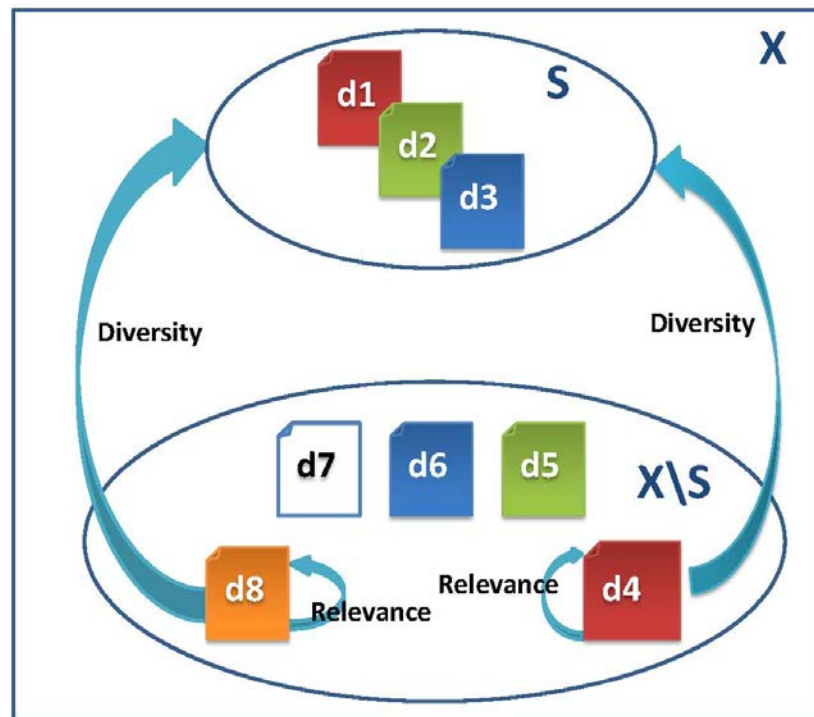 X
S
d1
d2
d3
Diversity
Diversity
d7
d6
d5
X\S
d8
Relevance
Relevance
d4